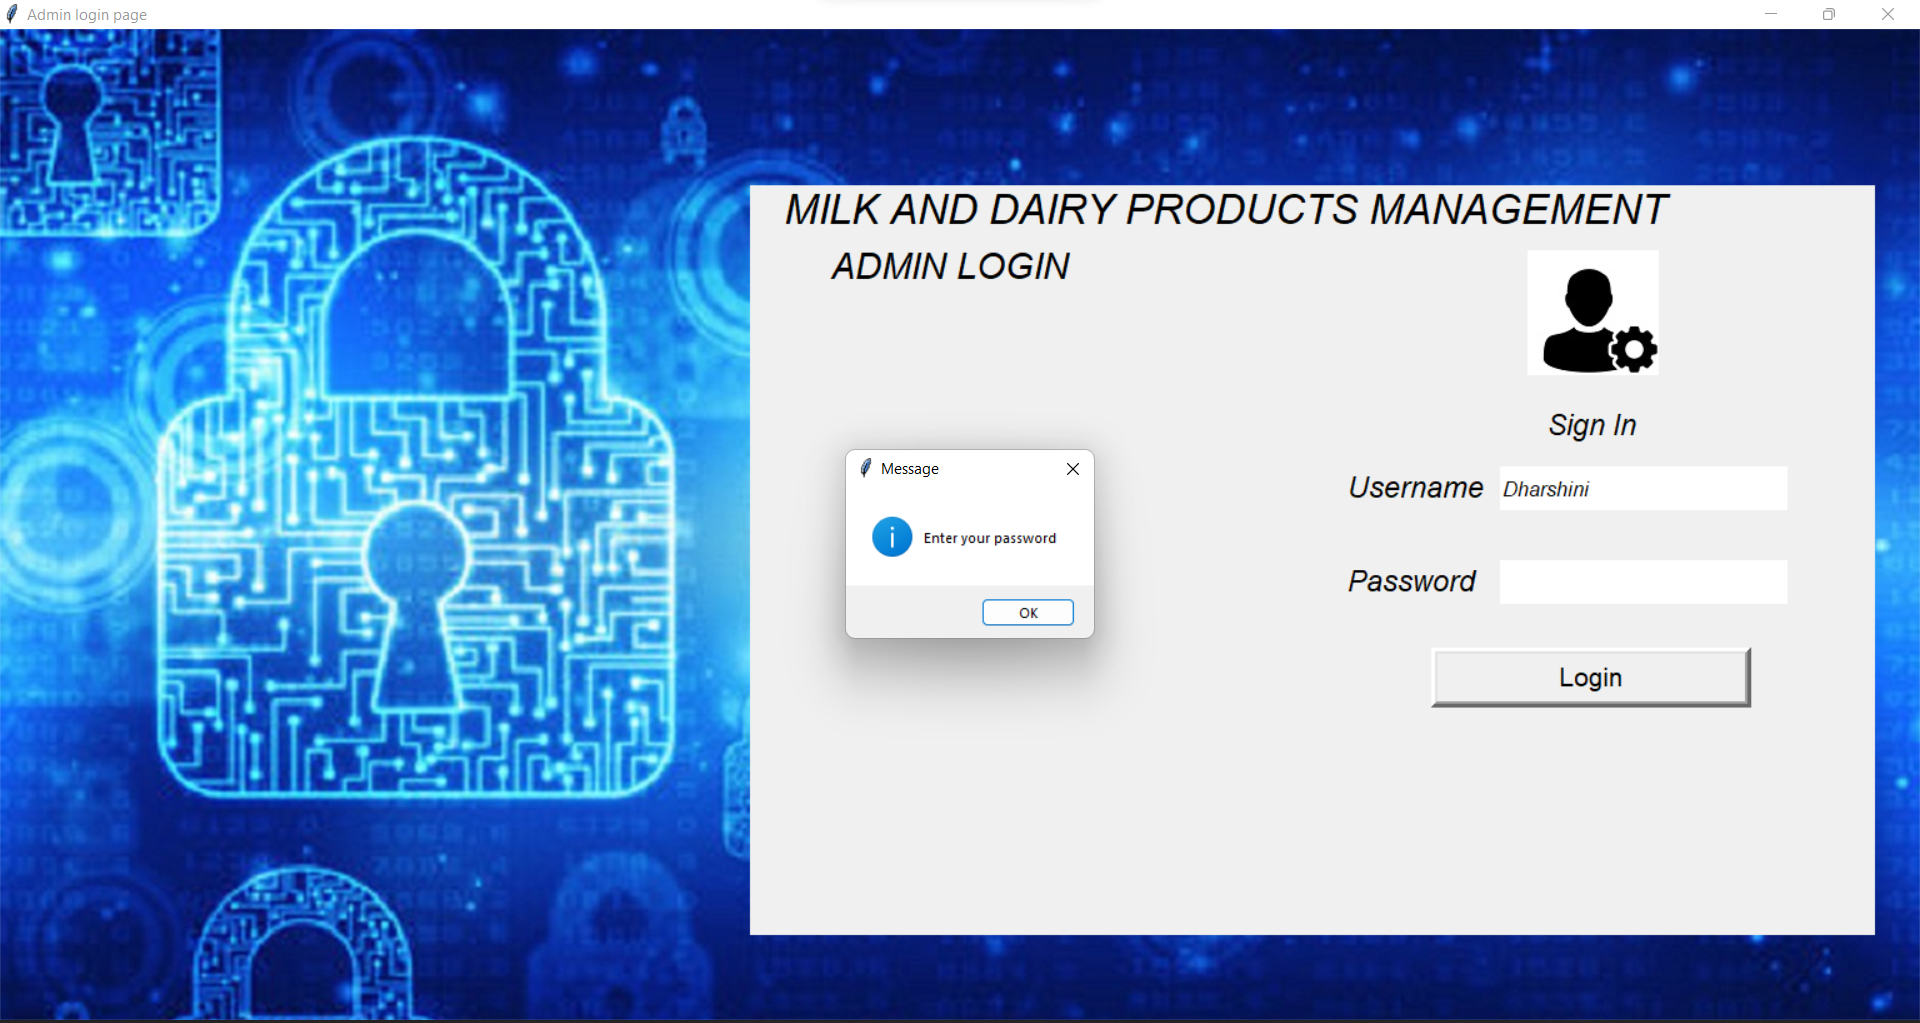 Admin login page
MILK AND DAIRY PRODUCTS MANAGEMENT
ADMIN LOGIN
Sign In
Message
Username Dharshini
Enter your password
Password
OK
Login